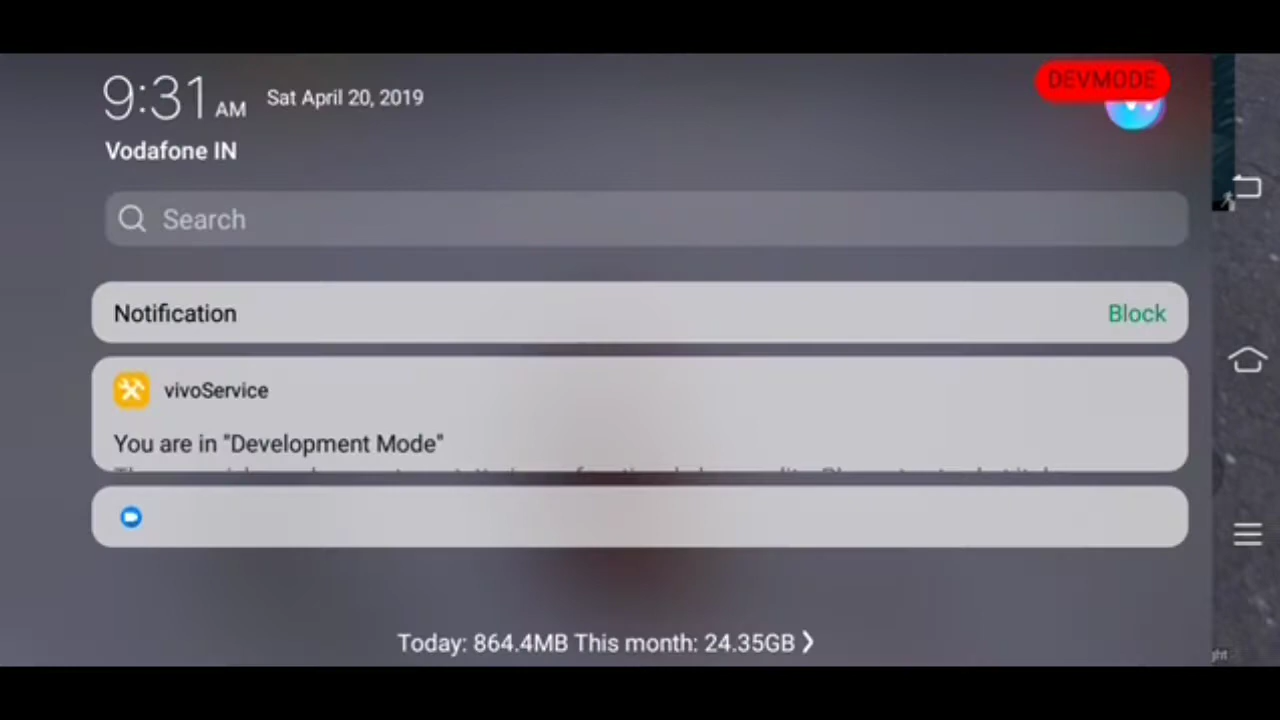 9:31 AM Sat April 20, 2019
DEVMODE
Vodafone IN
Search
Notification Block
vivoService
You are in "Development Mode"
Today: 864.4MB This month: 24.35GB